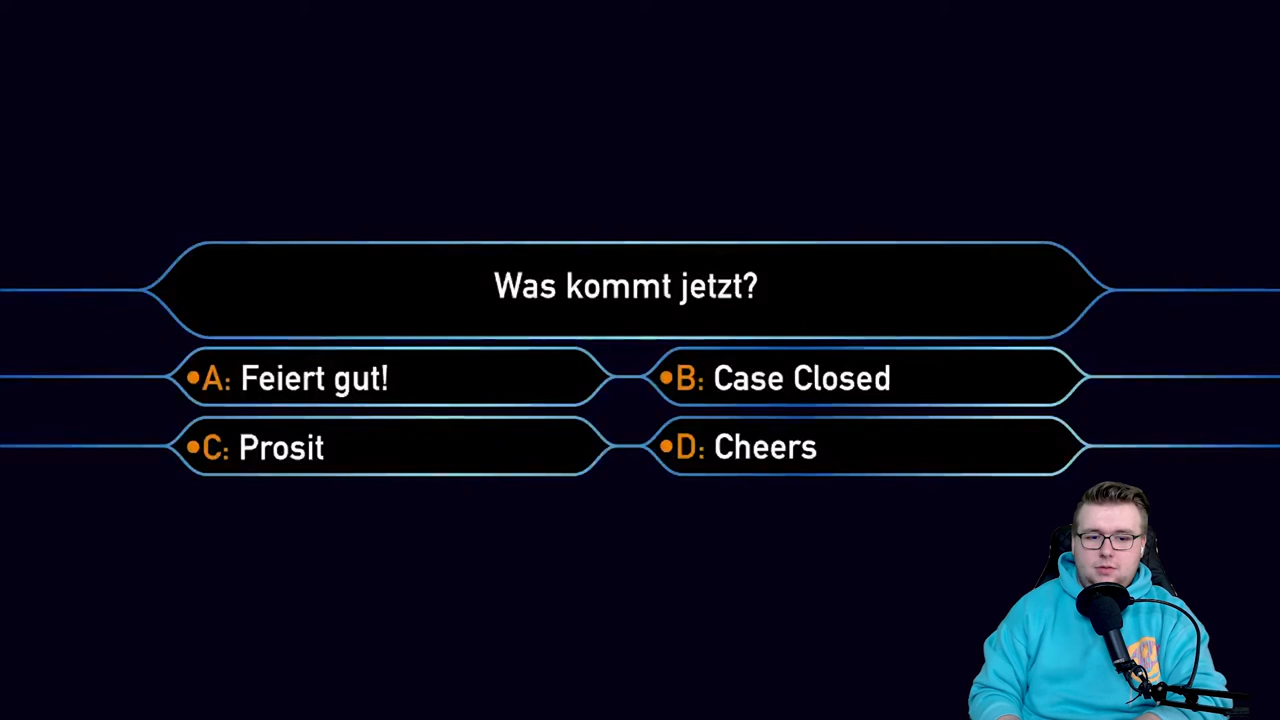 Was kommt jetzt?
•A: Feiert gut!
•B: Case Closed
•C: Prosit
•D: Cheers